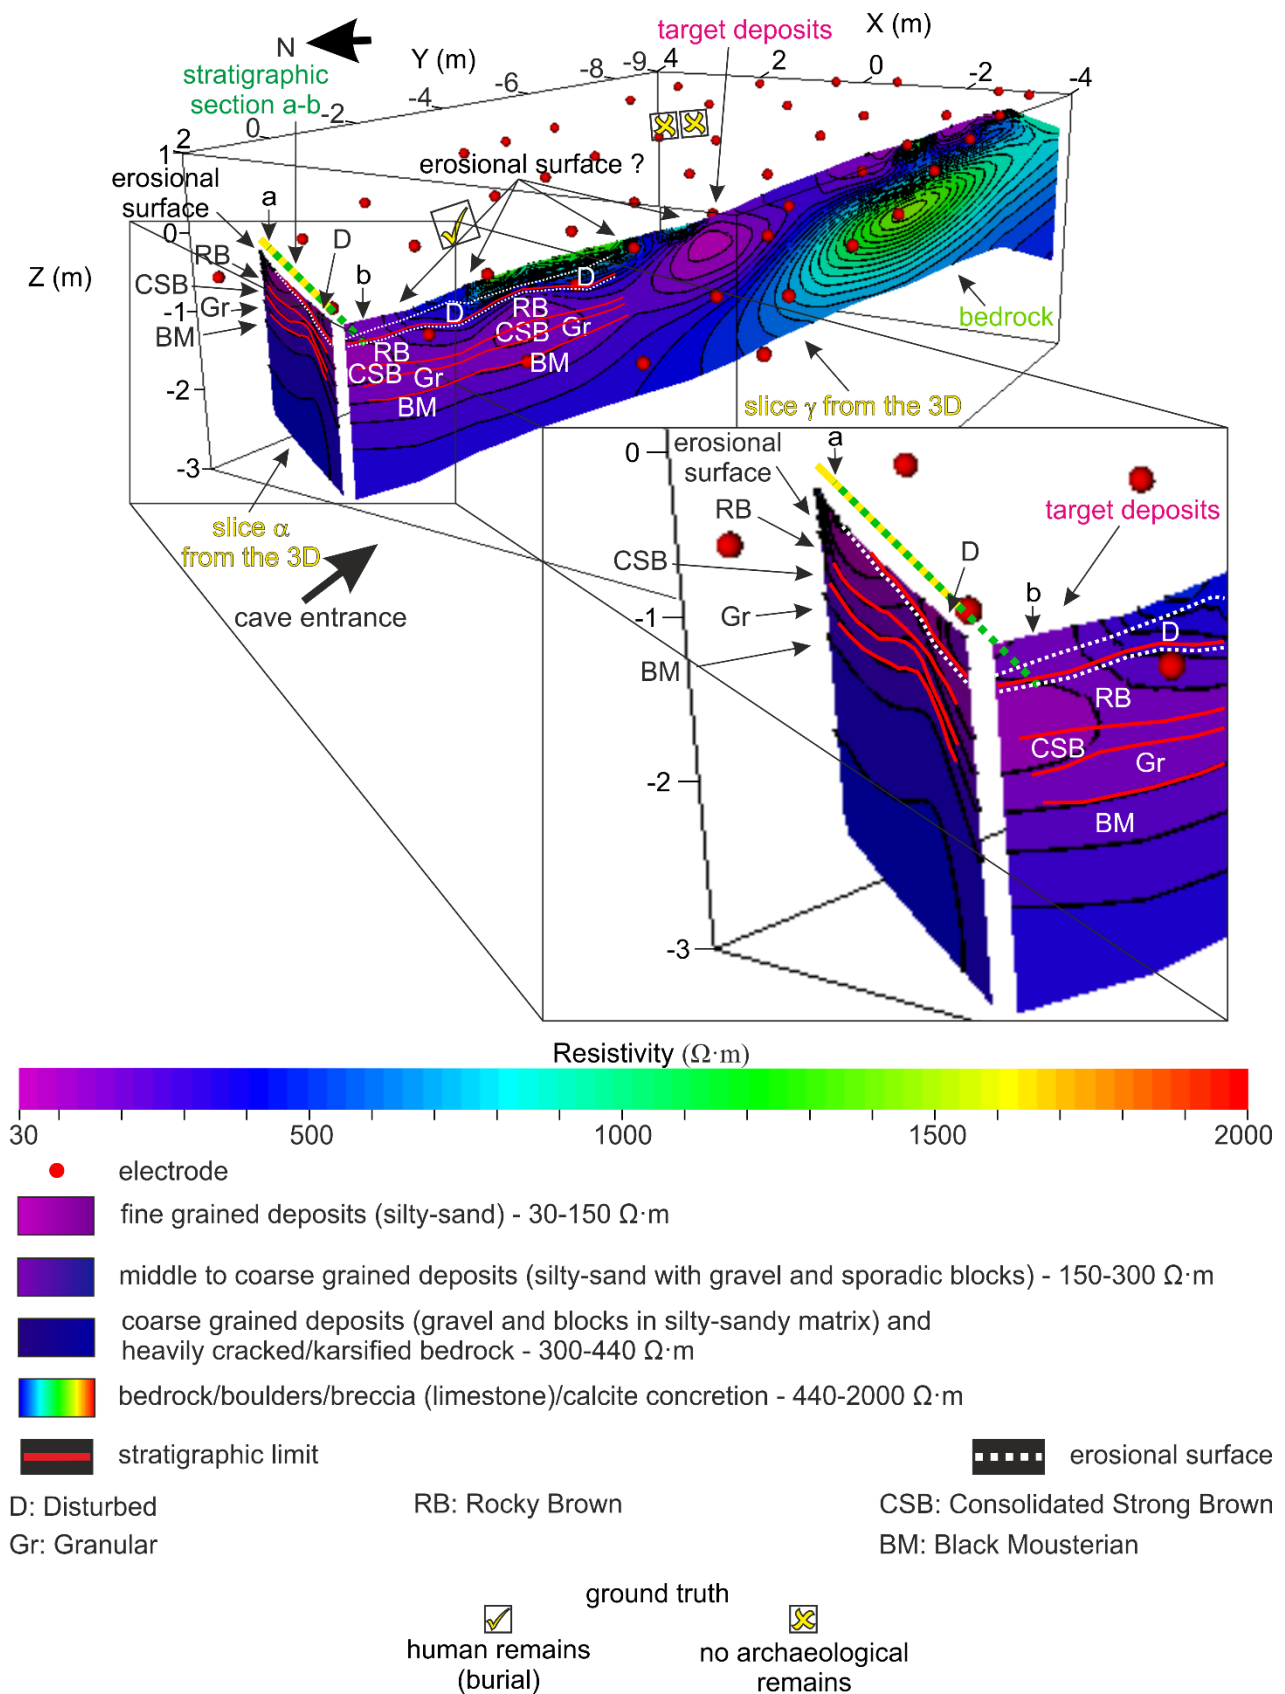 target deposits
X (m)
N
Y (m)
stratigraphic
section a-b
-9 4 2 0 -2 -4
-8
-6
-4
-2
0
2
1
0
-1
-2
-3
Z (m)
erosional surface ?
erosional
surface
a
D
b
RB
CSB
Gr
BM
D
D
RB
CSB
Gr
BM
RB
CSB
Gr
BM
bedrock
slice γ from the 3D
slice α
from the 3D
cave entrance
0
-1
-2
-3
erosional
surface
a
RB
target deposits
CSB
D
b
Gr
BM
D
RB
CSB
Gr
BM
Resistivity (Ω·m)
30 500 1000 1500 2000
electrode
fine grained deposits (silty-sand) - 30-150 Ω·m
middle to coarse grained deposits (silty-sand with gravel and sporadic blocks) - 150-300 Ω·m
coarse grained deposits (gravel and blocks in silty-sandy matrix) and
heavily cracked/karsified bedrock - 300-440 Ω·m
bedrock/boulders/breccia (limestone)/calcite concretion - 440-2000 Ω·m
stratigraphic limit
erosional surface
D: Disturbed
RB: Rocky Brown
CSB: Consolidated Strong Brown
Gr: Granular
BM: Black Mousterian
ground truth
human remains
(burial)
no archaeological
remains